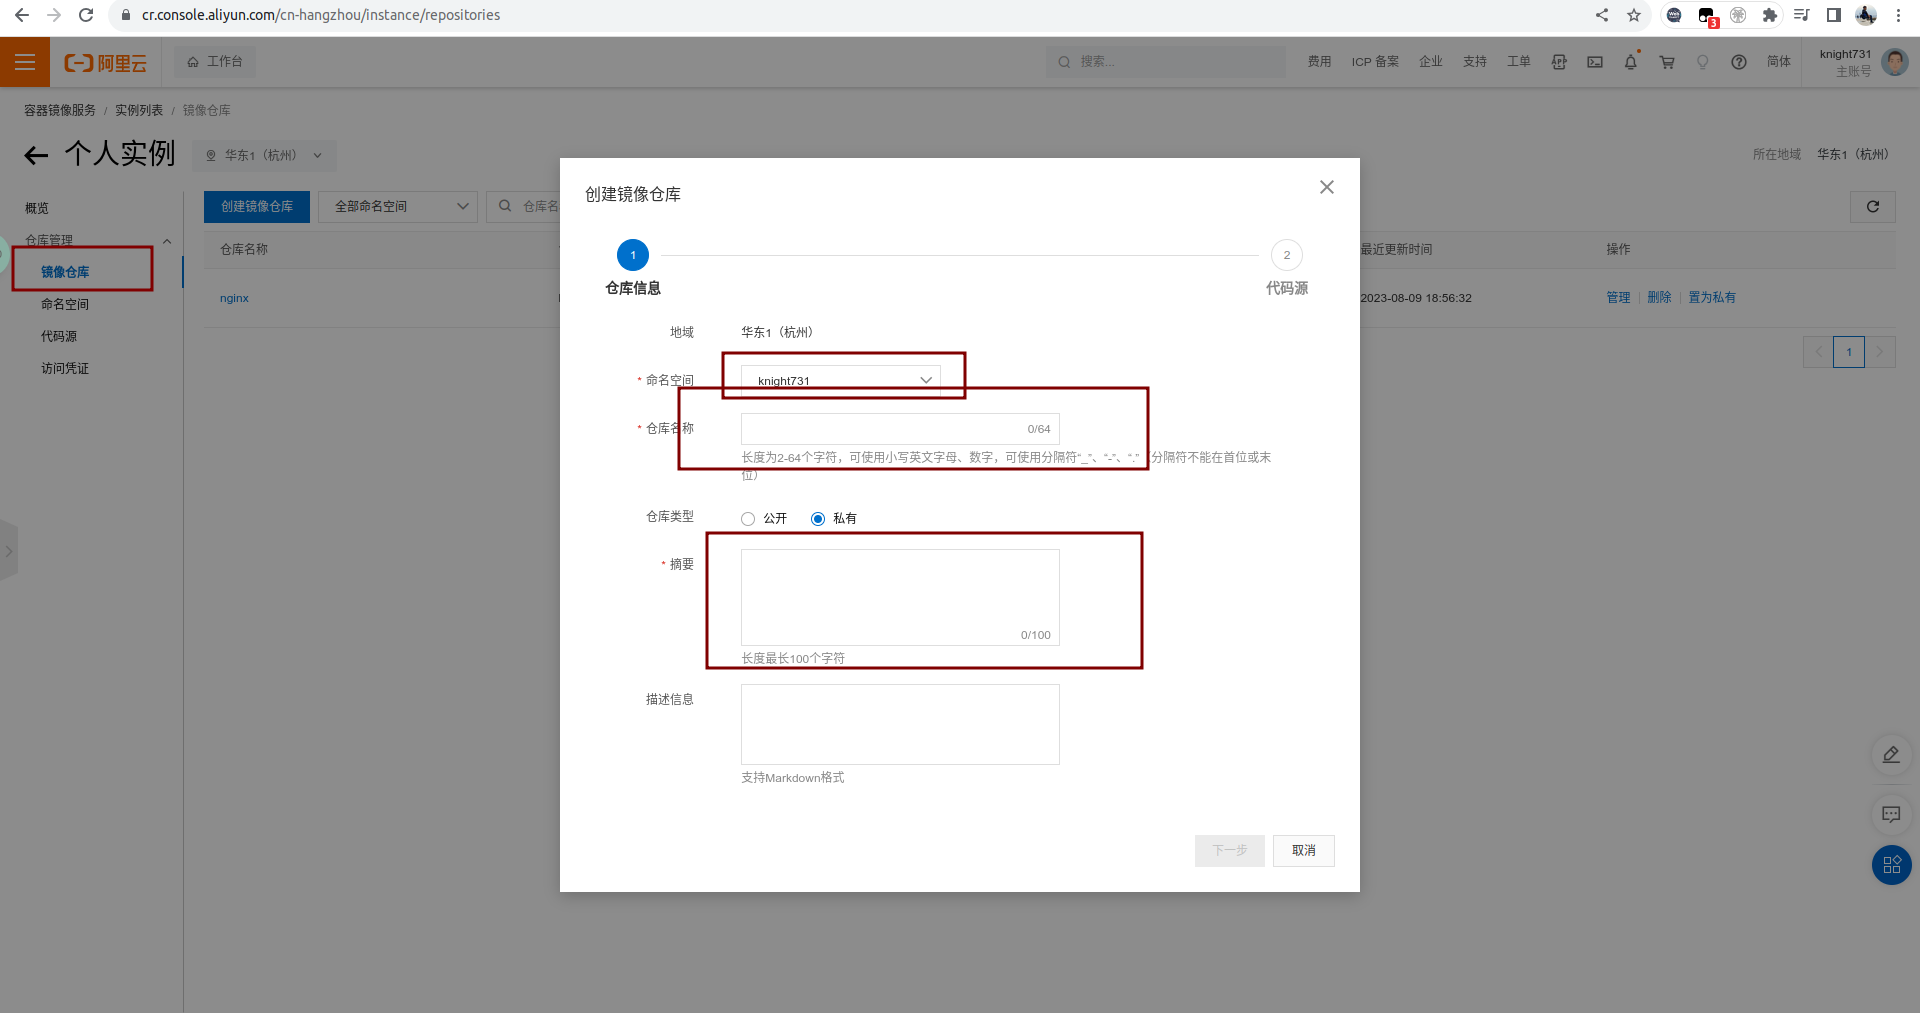 cr.console.aliyun.com/cn-hangzhou/instance/repositories
3
阿里云
工作台
搜索...
费用
ICP 备案
企业
支持
工单
简体
knight731
主账号
容器镜像服务 / 实例列表 / 镜像仓库
个人实例
华东1（杭州）
所在地域 华东1（杭州）
概览
仓库管理
镜像仓库
命名空间
代码源
访问凭证
创建镜像仓库
全部命名空间
仓库名
仓库名称
最近更新时间
操作
nginx
2023-08-09 18:56:32
管理 删除 置为私有
1
创建镜像仓库
1
2
仓库信息
代码源
地域
华东1（杭州）
* 命名空间
knight731
* 仓库名称
0/64
长度为2-64个字符，可使用小写英文字母、数字，可使用分隔符“_”、“-”、“.” 分隔符不能在首位或末
位）
仓库类型
公开
私有
* 摘要
0/100
长度最长100个字符
描述信息
支持Markdown格式
下一步
取消